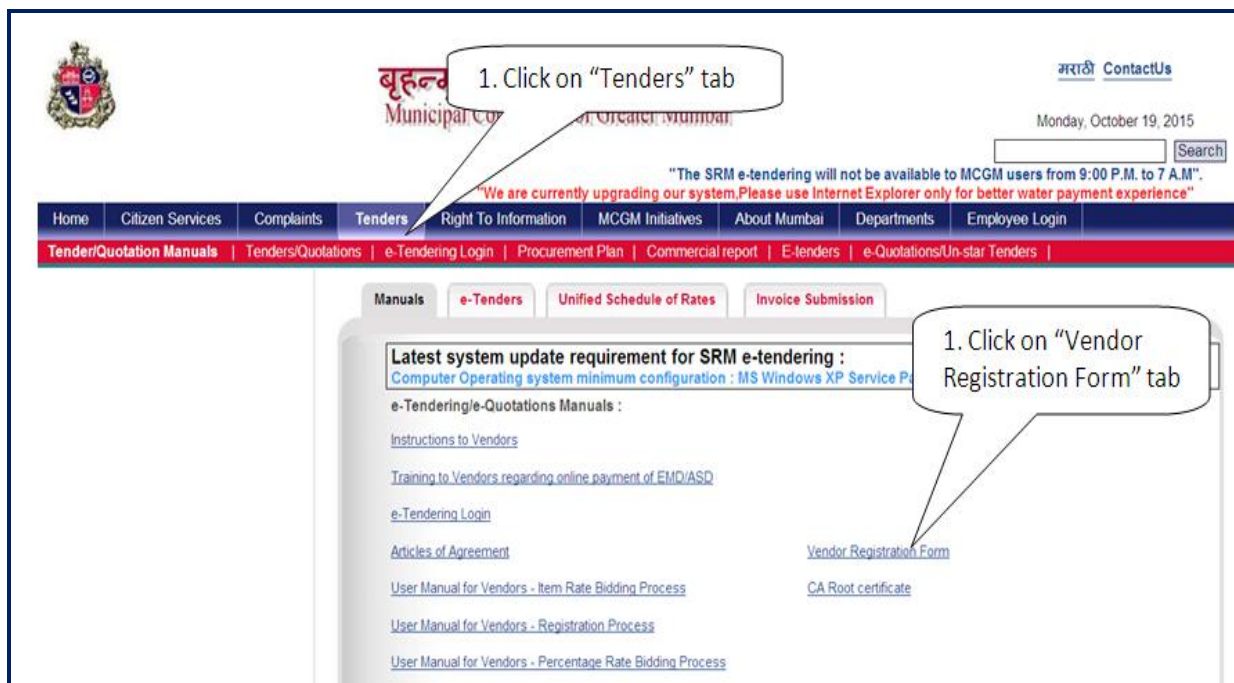 1. Click on “Tenders” tab
मराठी ContactUs
Monday, October 19, 2015
Search
"The SRM e-tendering will not be available to MCGM users from 9:00 P.M. to 7 A.M".
"We are currently upgrading our system,Please use Internet Explorer only for better water payment experience"
Home Citizen Services Complaints Tenders Right To Information MCGM Initiatives About Mumbai Departments Employee Login
Tender/Quotation Manuals | Tenders/Quotations | e-Tendering Login | Procurement Plan | Commercial report | E-tenders | e-Quotations/Un-star Tenders |
Manuals e-Tenders Unified Schedule of Rates Invoice Submission
1. Click on “Vendor
Registration Form” tab
Latest system update requirement for SRM e-tendering :
Computer Operating system minimum configuration : MS Windows XP Service
e-Tendering/e-Quotations Manuals :
Instructions to Vendors
Training to Vendors regarding online payment of EMD/ASD
e-Tendering Login
Articles of Agreement Vendor Registration Form
User Manual for Vendors - Item Rate Bidding Process CA Root certificate
User Manual for Vendors - Registration Process
User Manual for Vendors - Percentage Rate Bidding Process